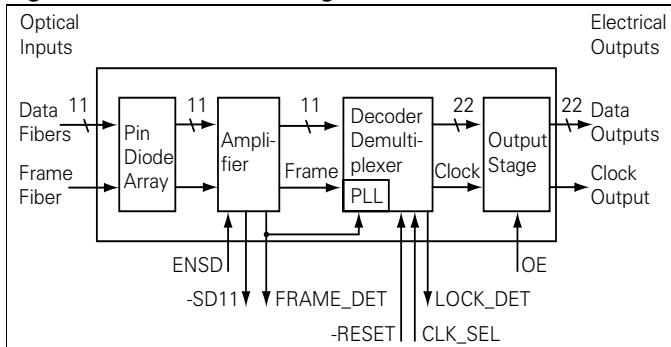 Optical
Inputs
Electrical
Outputs
11
11
11
22
22
Data
Fibers
Pin
Diode
Array
Ampli-
fier
Decoder
Demulti-
plexer
Output
Stage
Data
Outputs
Frame
Fiber
Frame
PLL
Clock
Clock
Output
ENSD
OE
-SD11
FRAME_DET
LOCK_DET
-RESET
CLK_SEL